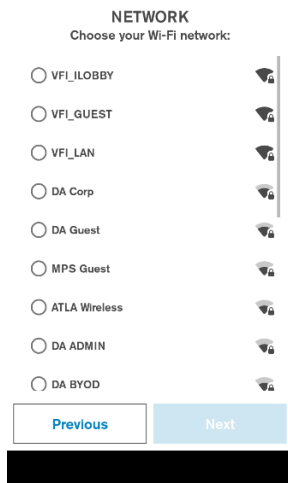 NETWORK
Choose your Wi-Fi network:
VFI_ILOBBY
VFI_GUEST
VFI_LAN
DA Corp
DA Guest
MPS Guest
ATLA Wireless
DA ADMIN
DA BYOD
Previous
Next